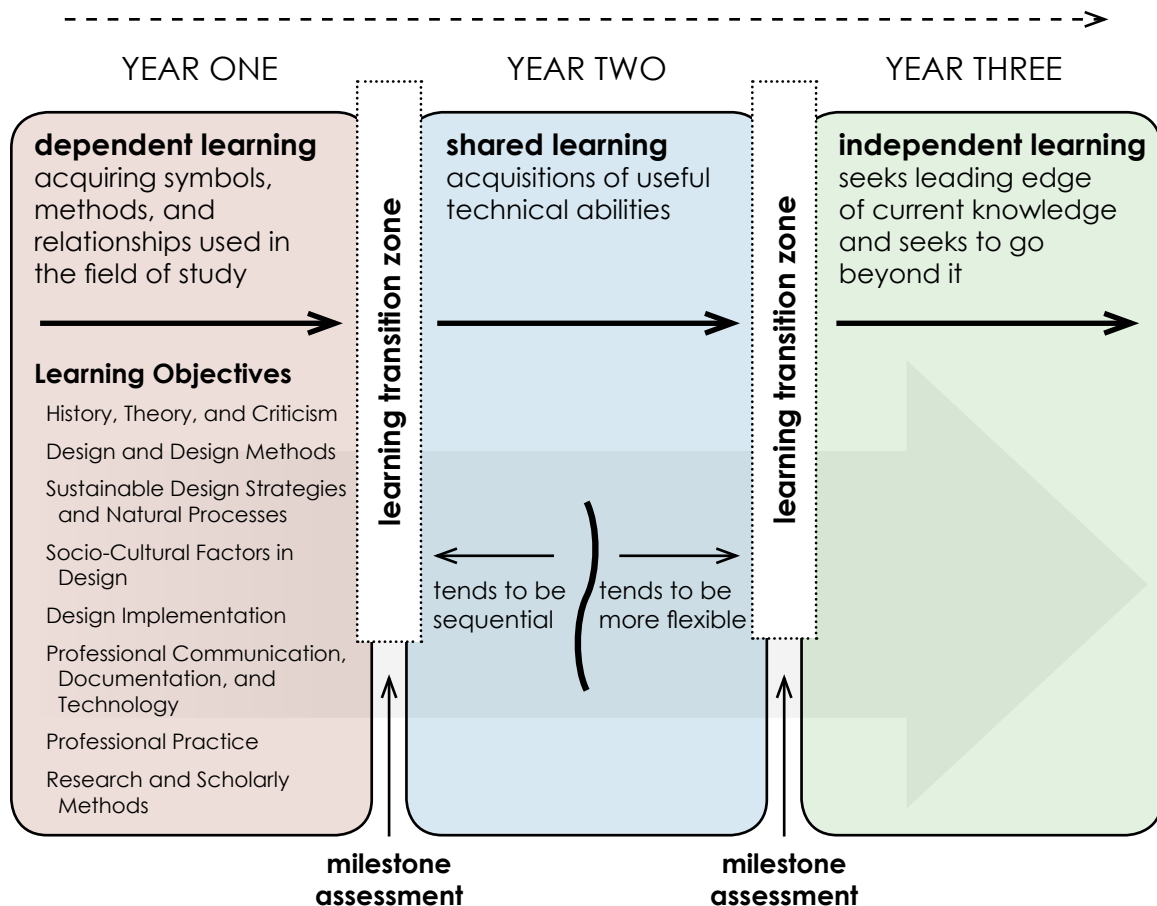 YEAR ONE
YEAR TWO
YEAR THREE
dependent learning
acquiring symbols,
methods, and
relationships used in
the field of study
Learning Objectives
History, Theory, and Criticism
Design and Design Methods
Sustainable Design Strategies
and Natural Processes
Socio-Cultural Factors in
Design
Design Implementation
Professional Communication,
Documentation, and
Technology
Professional Practice
Research and Scholarly
Methods
learning transition zone
milestone
assessment
shared learning
acquisitions of useful
technical abilities
tends to be
sequential
tends to be
more flexible
learning transition zone
milestone
assessment
independent learning
seeks leading edge
of current knowledge
and seeks to go
beyond it